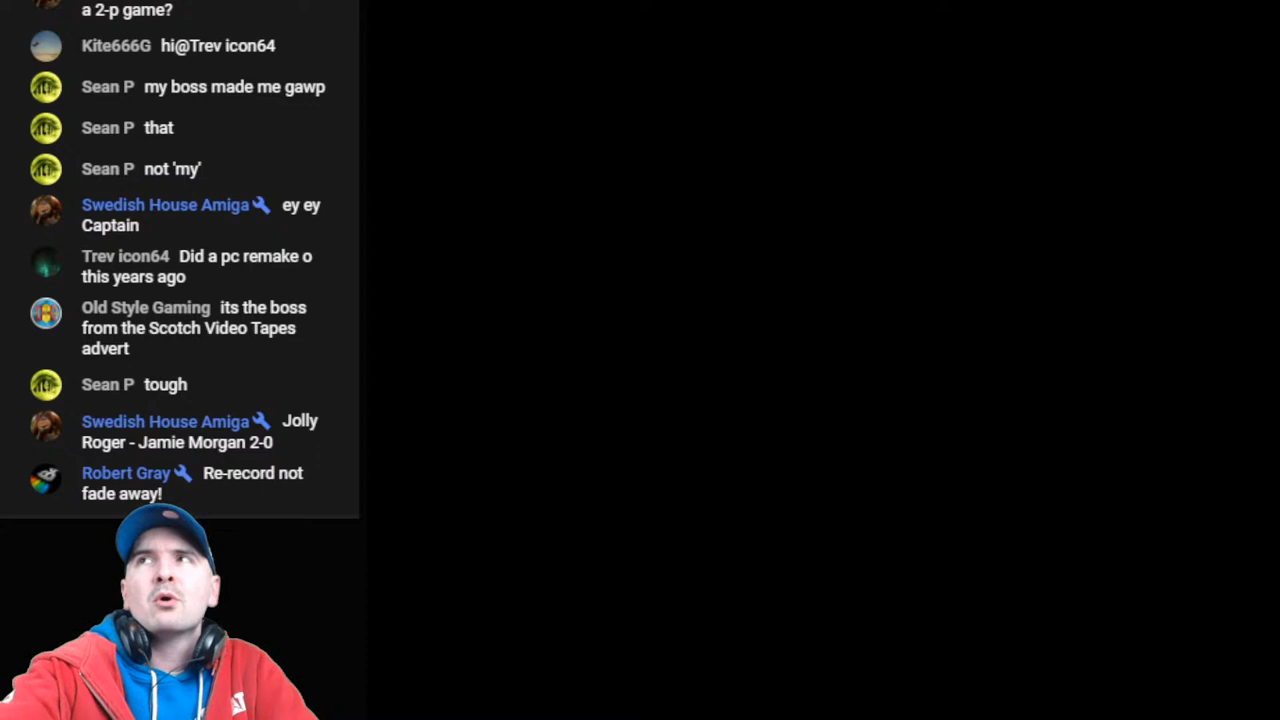 a 2-p game?
Kite666G hi@Trev icon64
Sean P my boss made me gawp
Sean P that
Sean P not 'my'
Swedish House Amiga ey ey
Captain
Trev icon64 Did a pc remake o
this years ago
Old Style Gaming its the boss
from the Scotch Video Tapes
advert
Sean P tough
Swedish House Amiga Jolly
Roger - Jamie Morgan 2-0
Robert Gray Re-record not
fade away!